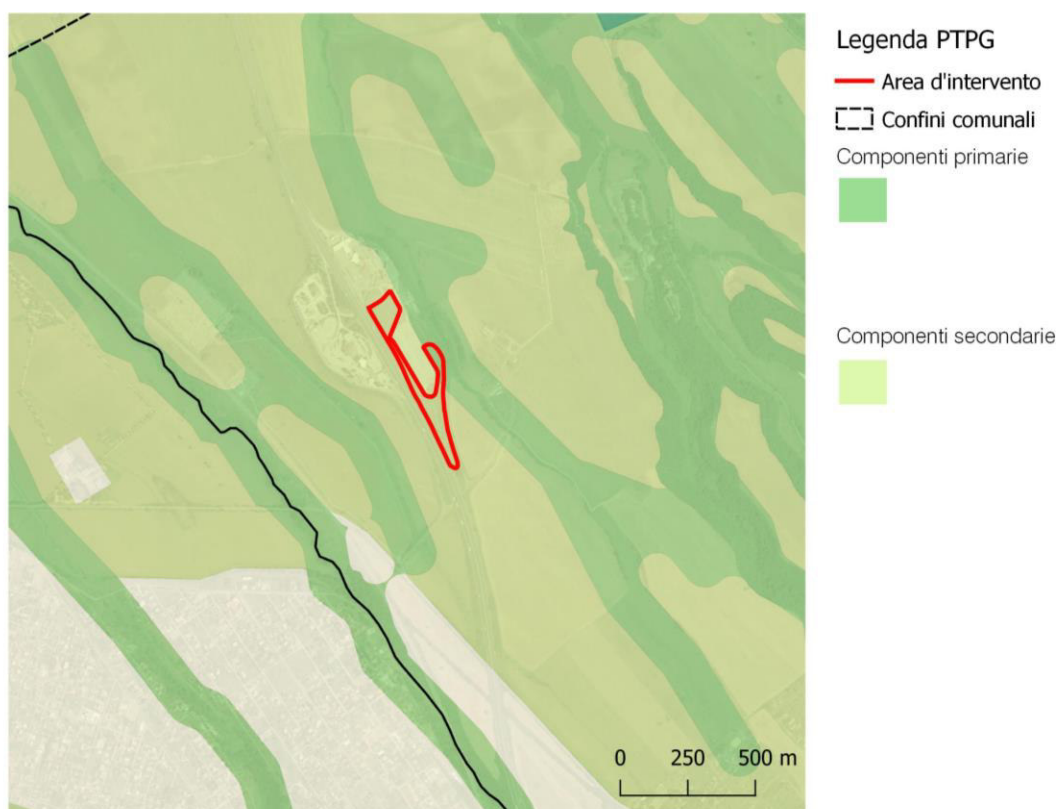 Legenda PTPG
Area d'intervento
Confini comunali
Componenti primarie
Componenti secondarie
0 250 500 m